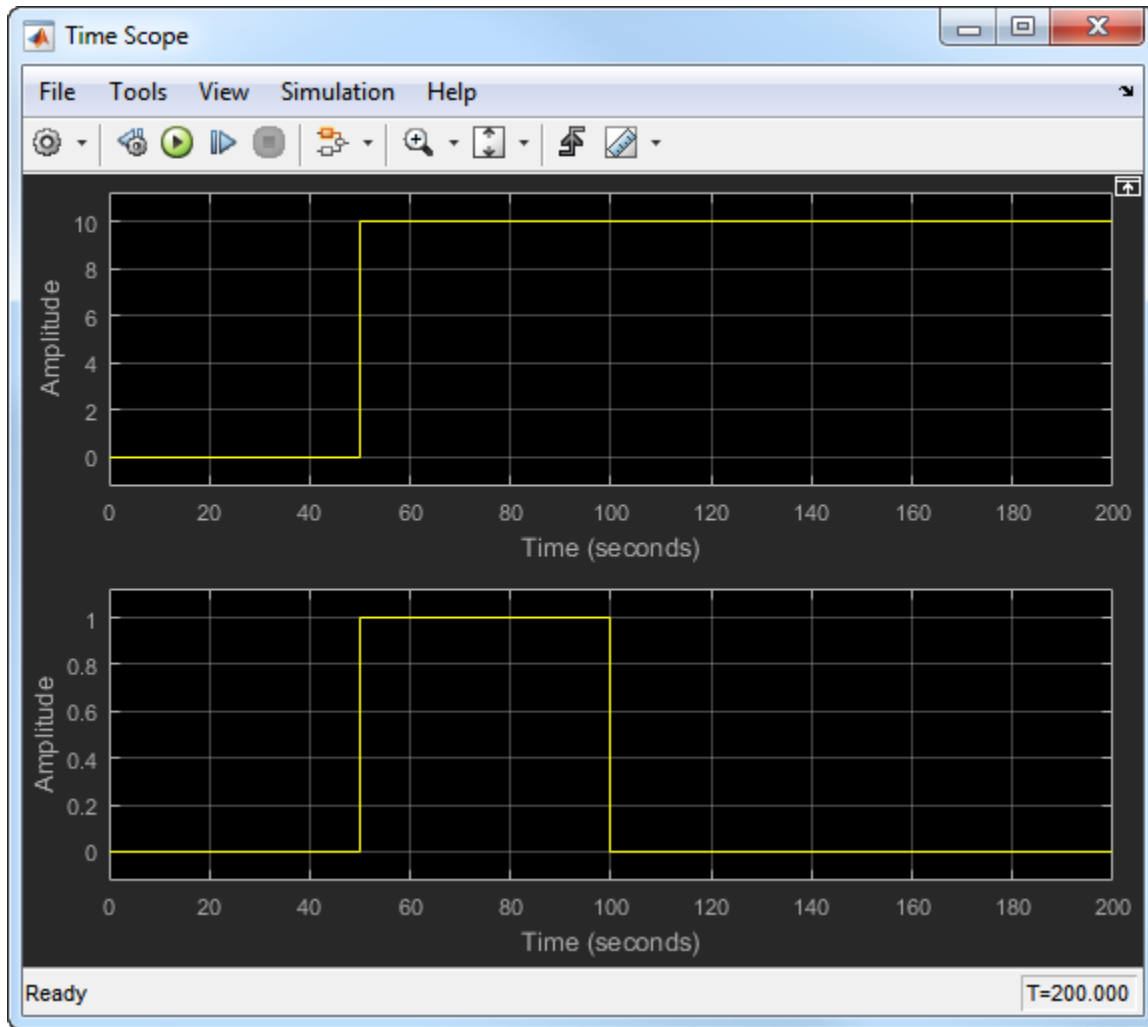 Time Scope
File Tools View Simulation Help
10
8
6
4
2
0
Amplitude
0 20 40 60 80 100 120 140 160 180 200
Time (seconds)
1
0.8
0.6
0.4
0.2
0
Amplitude
0 20 40 60 80 100 120 140 160 180 200
Time (seconds)
Ready T=200.000